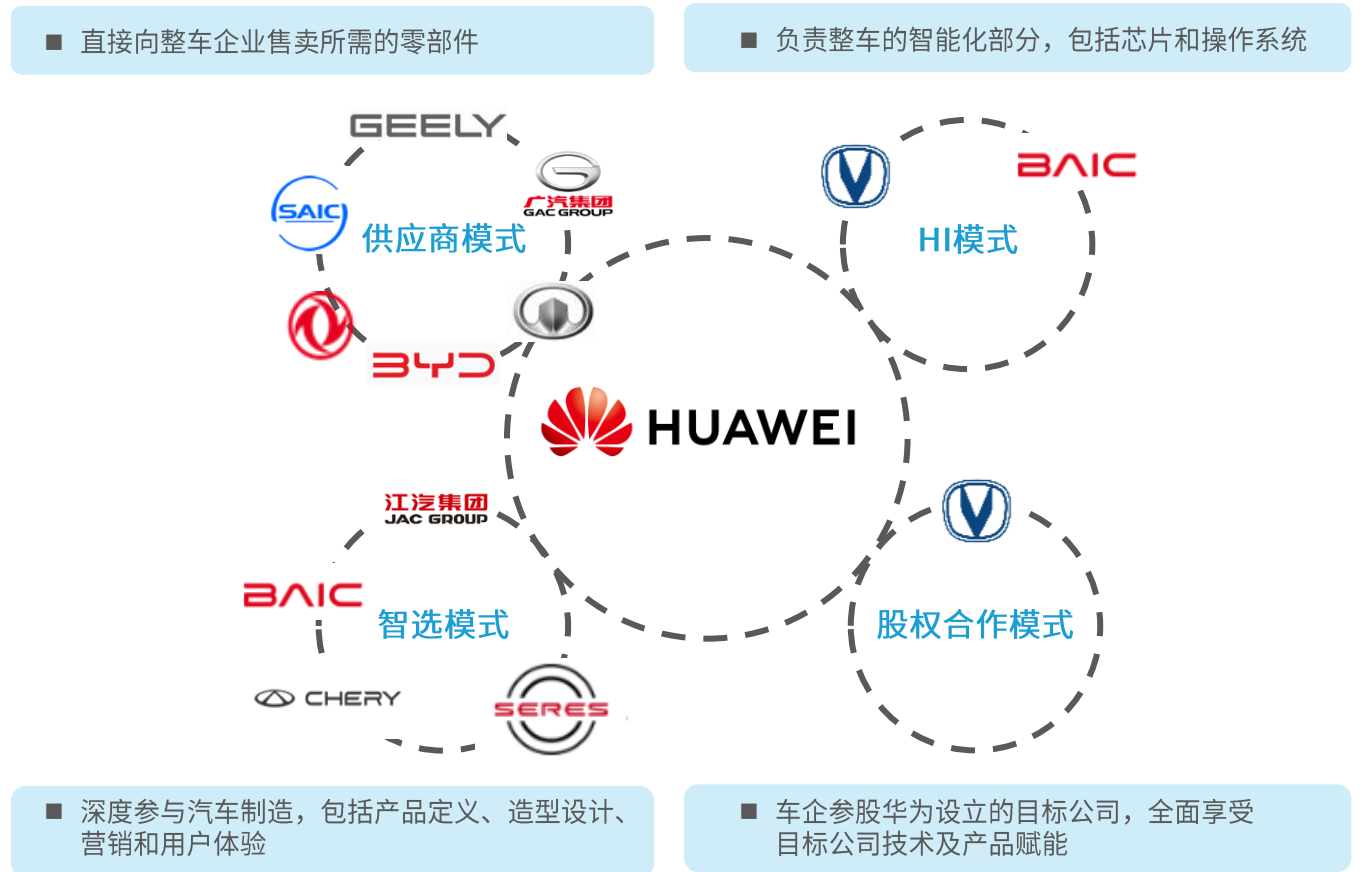 ■ 直接向整车企业售卖所需的零部件
■ 负责整车的智能化部分，包括芯片和操作系统
GEELY
广汽集团
GAC GROUP
SAIC
供应商模式
BYD
BAIC
HI模式
HUAWEI
江汽集团
JAC GROUP
BAIC
智选模式
CHERY
SERES
股权合作模式
■ 深度参与汽车制造，包括产品定义、造型设计、
营销和用户体验
■ 车企参股华为设立的目标公司，全面享受
目标公司技术及产品赋能